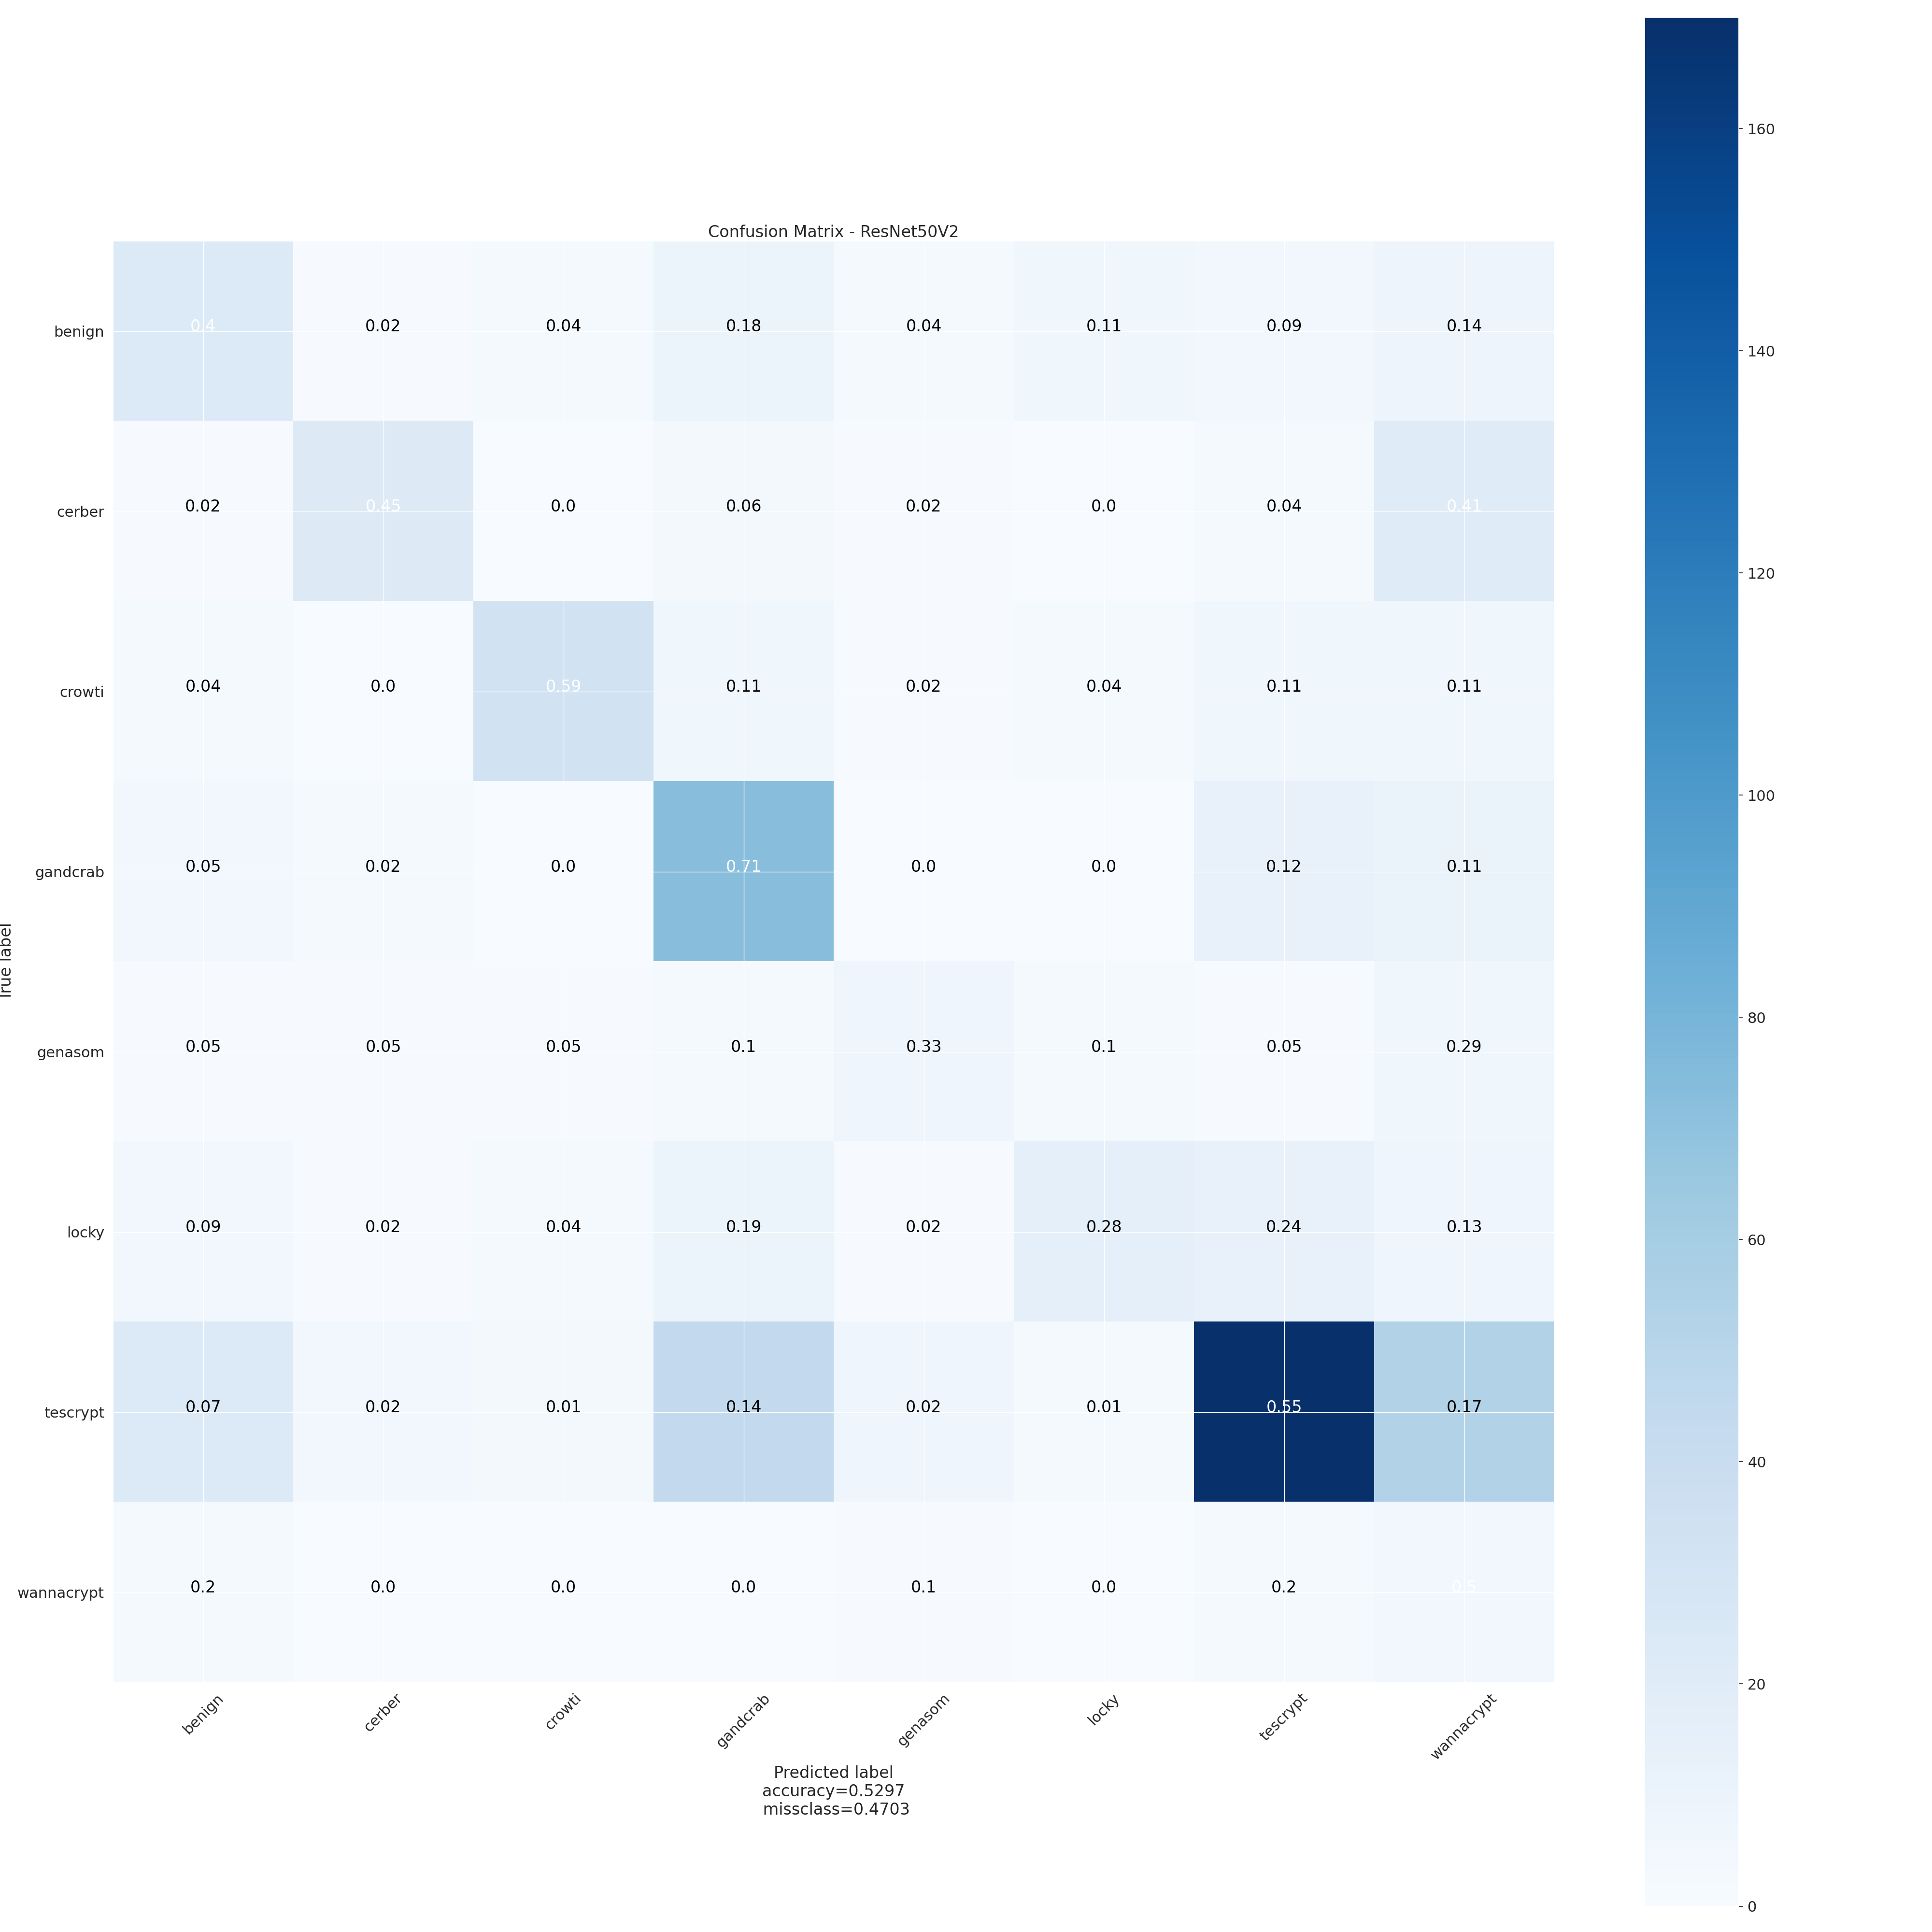 Confusion Matrix - ResNet50V2
True label
benign 0.4 0.02 0.04 0.18 0.04 0.11 0.09 0.14
cerber 0.02 0.45 0.0 0.06 0.02 0.0 0.04 0.41
crowti 0.04 0.0 0.59 0.11 0.02 0.04 0.11 0.11
gandcrab 0.05 0.02 0.0 0.71 0.0 0.0 0.12 0.11
genasom 0.05 0.05 0.05 0.1 0.33 0.1 0.05 0.29
locky 0.09 0.02 0.04 0.19 0.02 0.28 0.24 0.13
tescrypt 0.07 0.02 0.01 0.14 0.02 0.01 0.55 0.17
wannacrypt 0.2 0.0 0.0 0.0 0.1 0.0 0.2 0.5
benign cerber crowti gandcrab genasom locky tescrypt wannacrypt
Predicted label
accuracy=0.5297
missclass=0.4703
160
140
120
100
80
60
40
20
0